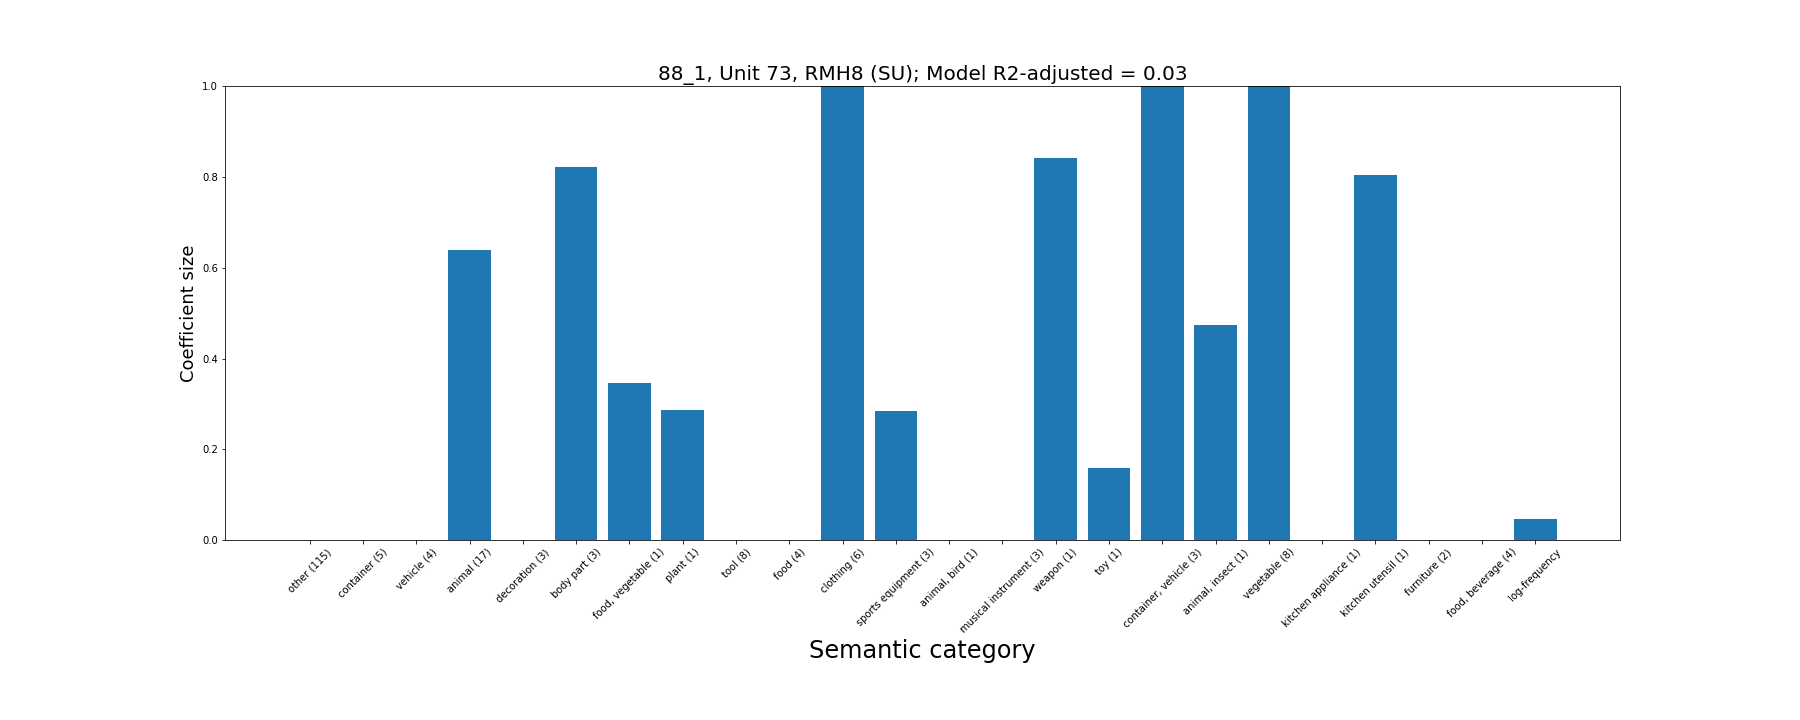 88_1, Unit 73, RMH8 (SU); Model R2-adjusted = 0.03
1.0
0.8
0.6
0.4
0.2
0.0
Coefficient size
other (115)
container (5)
vehicle (4)
animal (17)
decoration (3)
body part (3)
food, vegetable (1)
plant (1)
tool (8)
food (4)
clothing (6)
sports equipment (3)
animal, bird (1)
musical instrument (3)
weapon (1)
toy (1)
container, vehicle (3)
animal, insect (1)
vegetable (8)
kitchen appliance (1)
kitchen utensil (1)
furniture (2)
food, beverage (4)
log-frequency
Semantic category